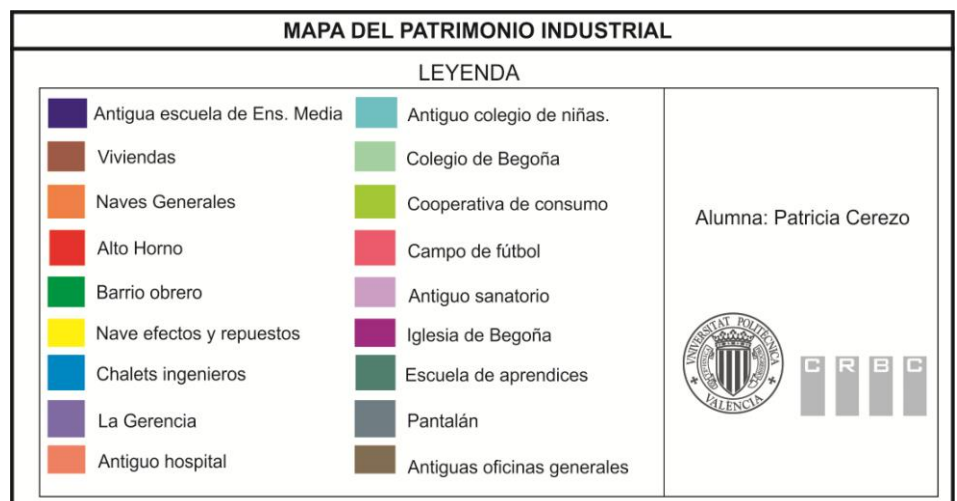 MAPA DEL PATRIMONIO INDUSTRIAL
LEYENDA
Antigua escuela de Ens. Media
Viviendas
Naves Generales
Alto Horno
Barrio obrero
Nave efectos y repuestos
Chalets ingenieros
La Gerencia
Antiguo hospital
Antiguo colegio de niñas.
Colegio de Begoña
Cooperativa de consumo
Campo de fútbol
Antiguo sanatorio
Iglesia de Begoña
Escuela de aprendices
Pantalán
Antiguas oficinas generales
Alumna: Patricia Cerezo
VNIVERSITAT POLITÈCNICA
VALÈNCIA
C R B C